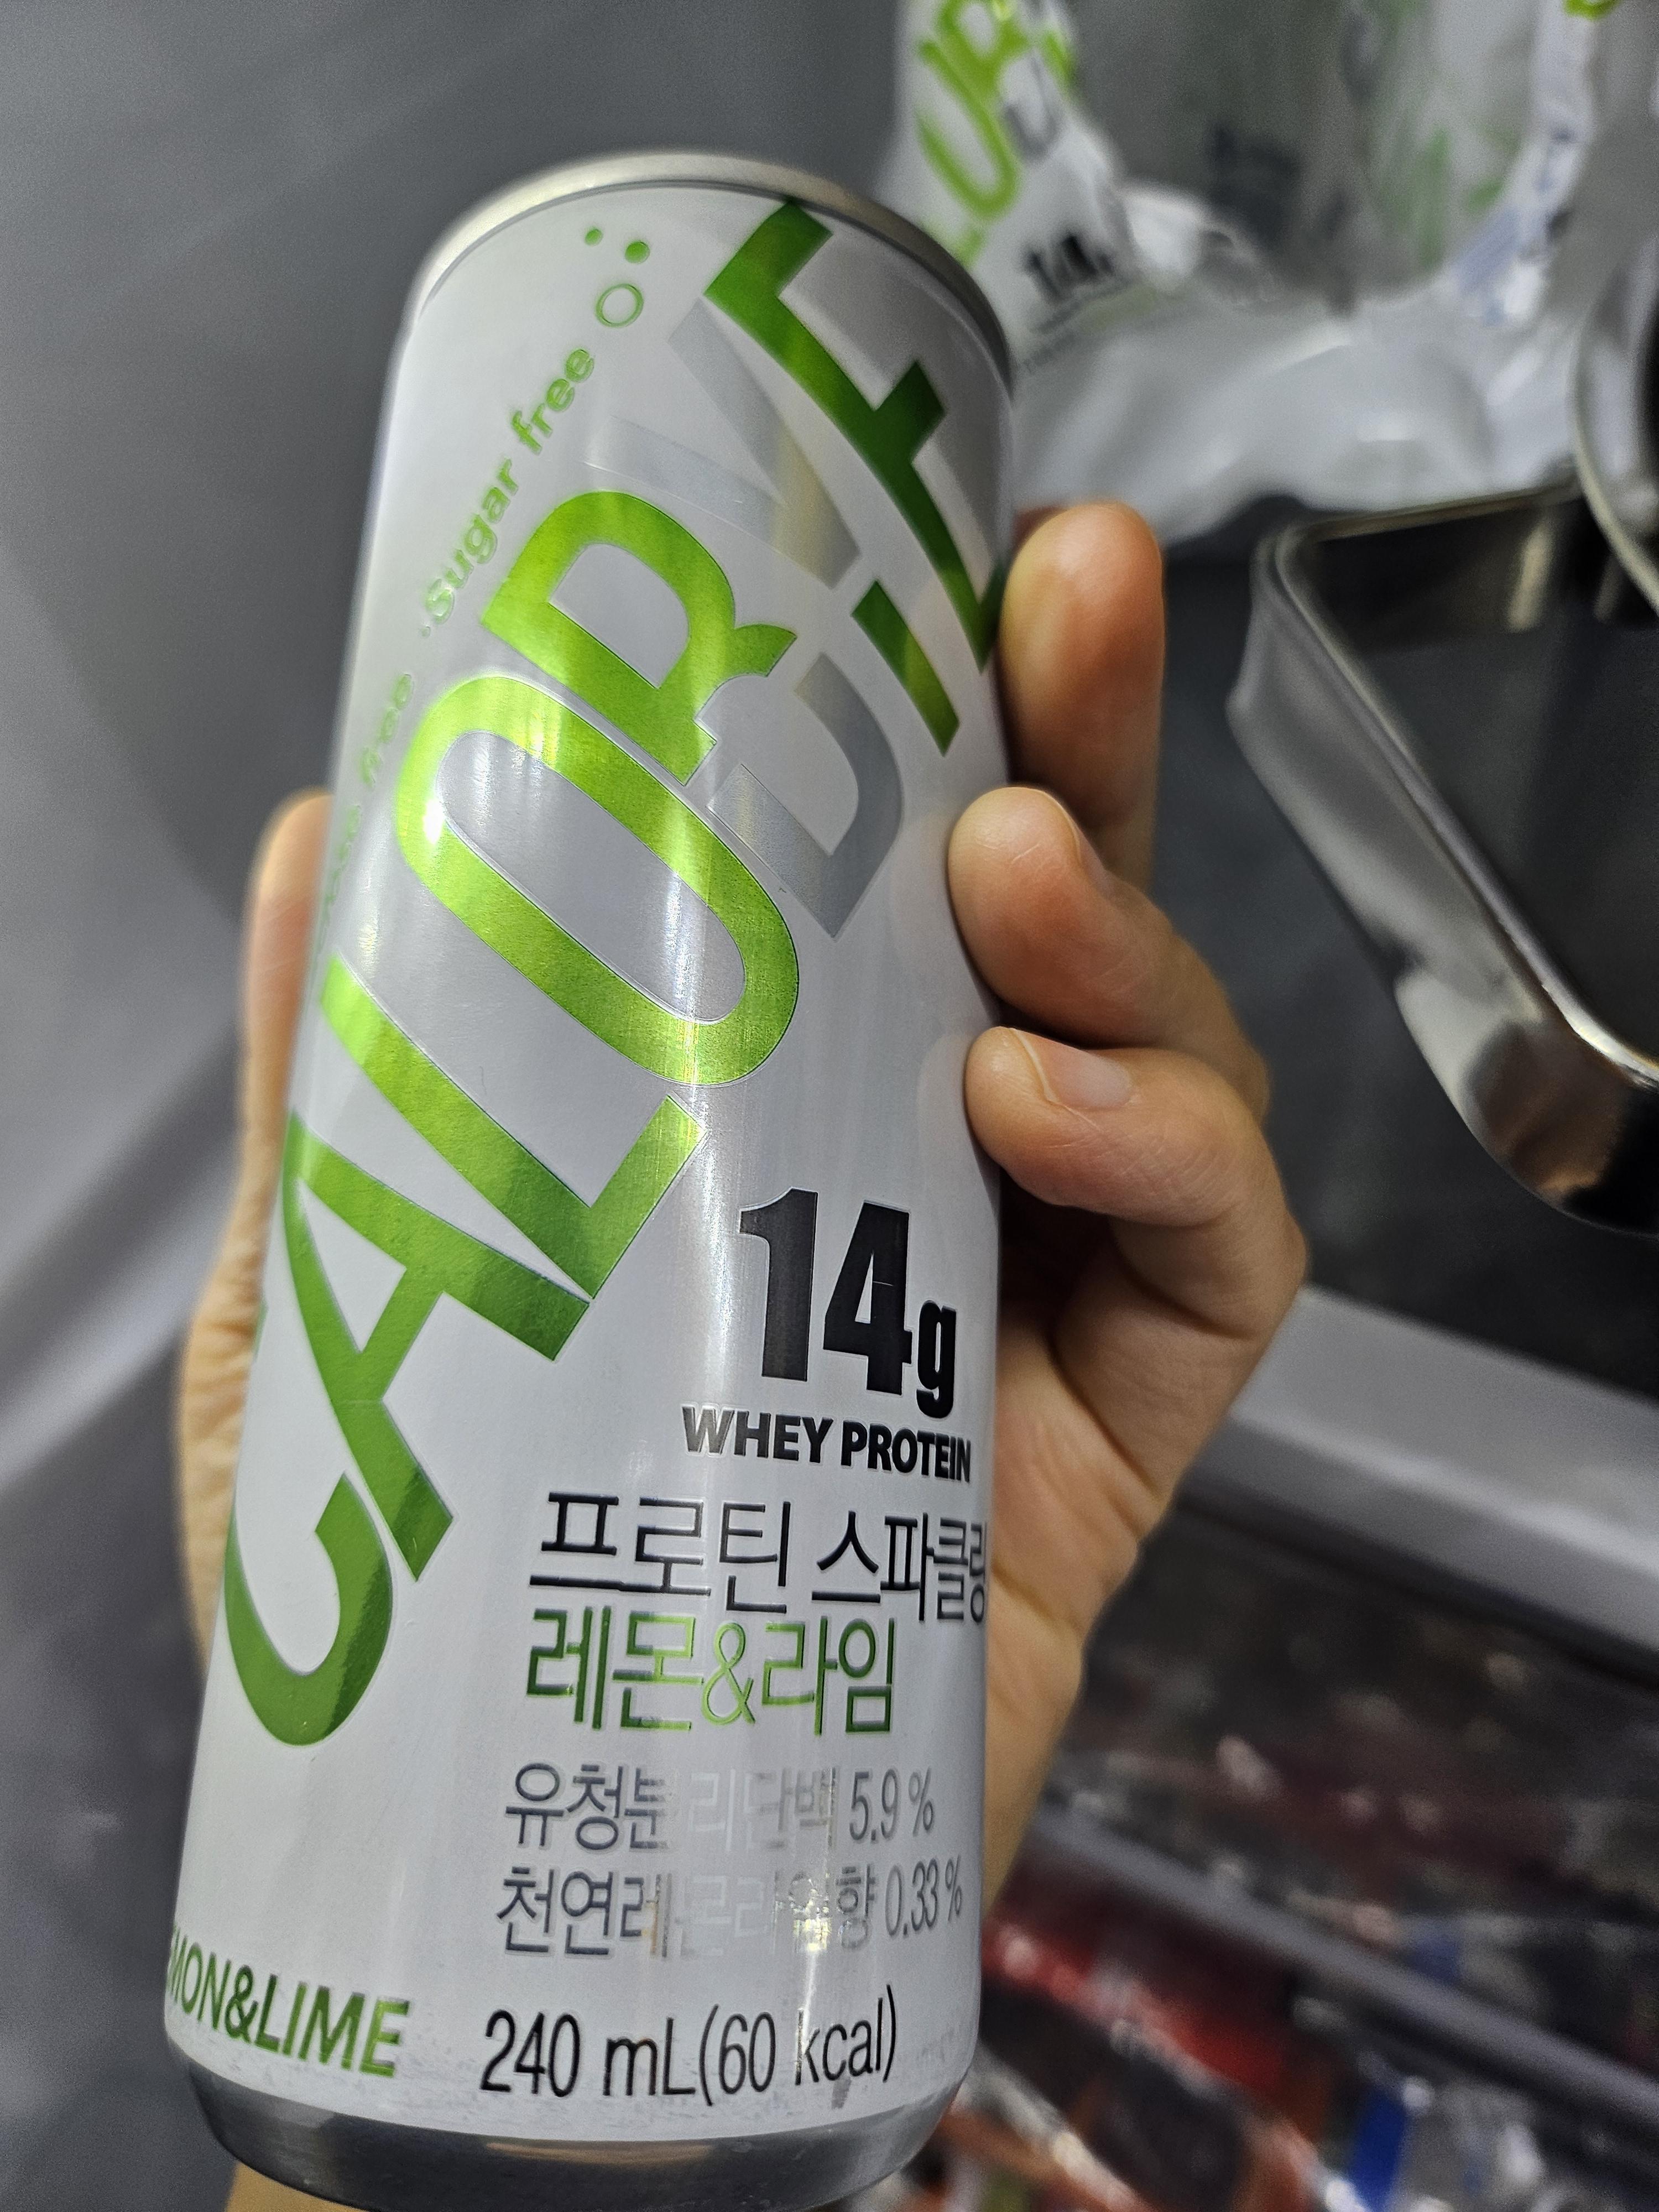 Sugar free
CALORIE
14g
WHEY PROTEIN
프로틴 스파클링
레몬&라임
유청분리단백 5.9 %
천연레몬라임향 0.33 %
240 mL(60 kcal)
MON&LIME